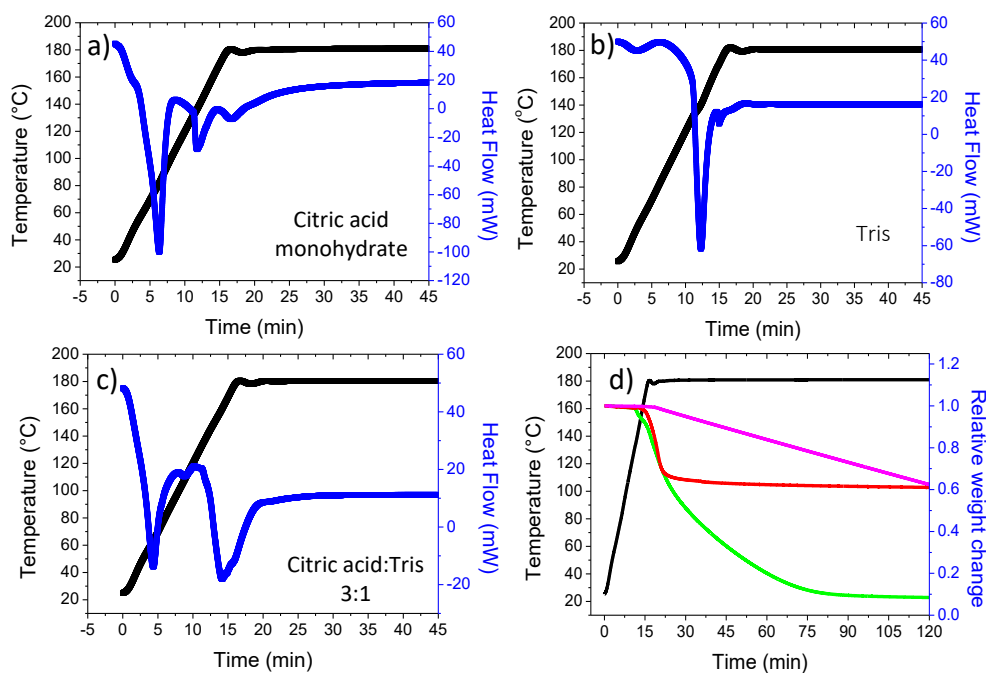 a)
200
180
160
140
120
100
80
60
40
20
Temperature (°C)
60
40
20
0
-20
-40
-60
-80
-100
-120
Heat Flow (mW)
Citric acid
monohydrate
-5 0 5 10 15 20 25 30 35 40 45
Time (min)
b)
200
180
160
140
120
100
80
60
40
20
Temperature (°C)
60
40
20
0
-20
-40
-60
-80
Heat Flow (mW)
Tris
-5 0 5 10 15 20 25 30 35 40 45
Time (min)
c)
200
180
160
140
120
100
80
60
40
20
Temperature (°C)
60
40
20
0
-20
Heat Flow (mW)
Citric acid:Tris
3:1
-5 0 5 10 15 20 25 30 35 40 45
Time (min)
d)
200
180
160
140
120
100
80
60
40
20
Temperature (°C)
1.2
1.0
0.8
0.6
0.4
0.2
0.0
Relative weight change
0 15 30 45 60 75 90 105 120
Time (min)